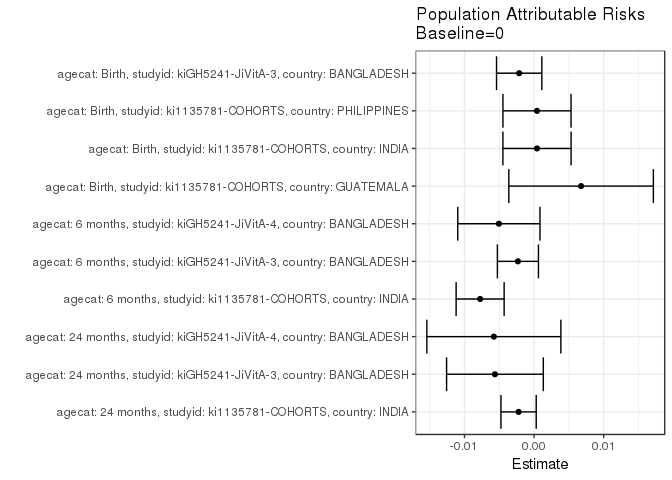 Population Attributable Risks
Baseline=0
agecat: Birth, studyid: kiGH5241-JiVitA-3, country: BANGLADESH
agecat: Birth, studyid: ki1135781-COHORTS, country: PHILIPPINES
agecat: Birth, studyid: ki1135781-COHORTS, country: INDIA
agecat: Birth, studyid: ki1135781-COHORTS, country: GUATEMALA
agecat: 6 months, studyid: kiGH5241-JiVitA-4, country: BANGLADESH
agecat: 6 months, studyid: kiGH5241-JiVitA-3, country: BANGLADESH
agecat: 6 months, studyid: ki1135781-COHORTS, country: INDIA
agecat: 24 months, studyid: kiGH5241-JiVitA-4, country: BANGLADESH
agecat: 24 months, studyid: kiGH5241-JiVitA-3, country: BANGLADESH
agecat: 24 months, studyid: ki1135781-COHORTS, country: INDIA
-0.01 0.00 0.01
Estimate